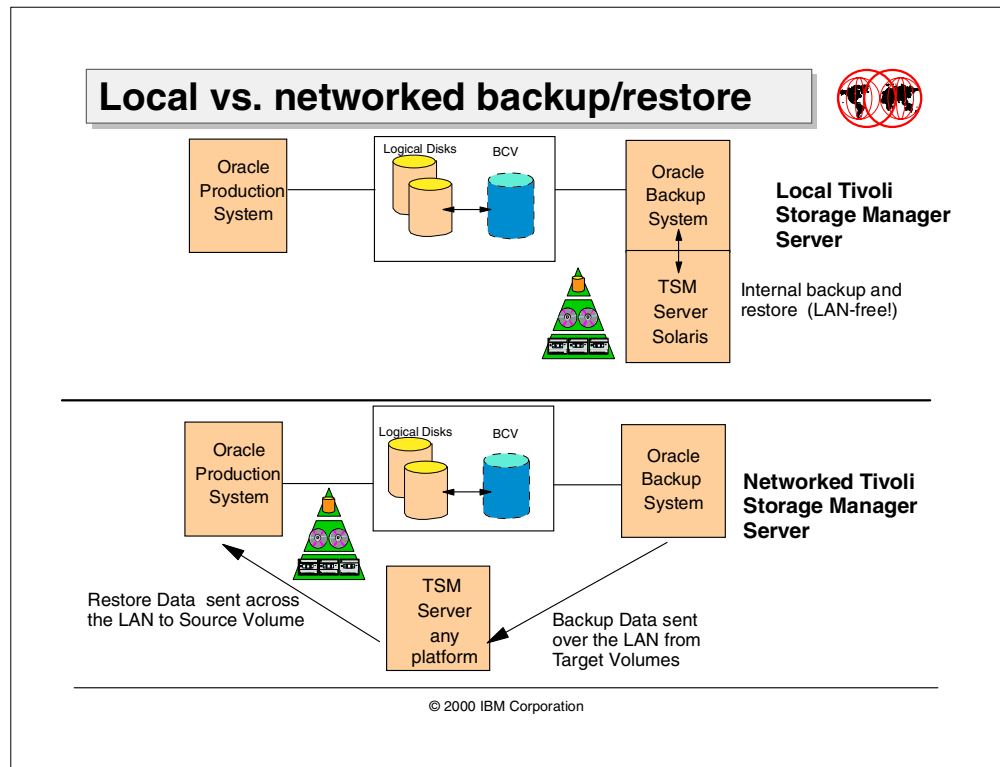 Local vs. networked backup/restore
Oracle
Production
System
Logical Disks
BCV
Oracle
Backup
System
Local Tivoli
Storage Manager
Server
TSM
Server
Solaris
Internal backup and
restore (LAN-free!)
Oracle
Production
System
Logical Disks
BCV
Oracle
Backup
System
Networked Tivoli
Storage Manager
Server
Restore Data sent across
the LAN to Source Volume
TSM
Server
any
platform
Backup Data sent
over the LAN from
Target Volumes
© 2000 IBM Corporation